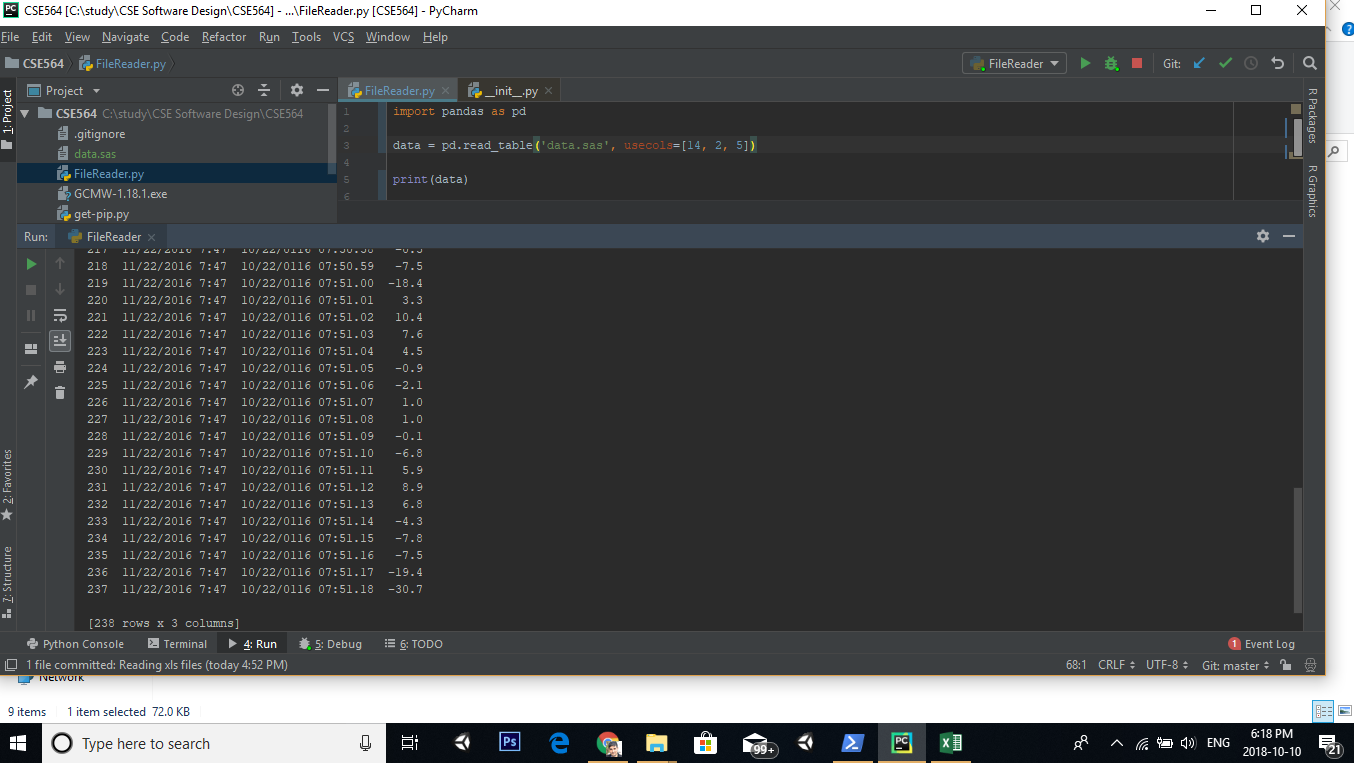 CSE564 [C:\study\CSE Software Design\CSE564] - ...\FileReader.py [CSE564] - PyCharm
File Edit View Navigate Code Refactor Run Tools VCS Window Help
CSE564 FileReader.py FileReader Git:
Project FileReader.py __init__.py
1: Project
CSE564 C:\study\CSE Software Design\CSE564
.gitignore
data.sas
FileReader.py
GCMW-1.18.1.exe
get-pip.py
1 import pandas as pd
2
3 data = pd.read_table('data.sas', usecols=[14, 2, 5])
4
5 print(data)
6
R Packages
R Graphics
Run: FileReader
217 11/22/2016 7:47 10/22/0116 07:50.58
218 11/22/2016 7:47 10/22/0116 07:50.59 -7.5
219 11/22/2016 7:47 10/22/0116 07:51.00 -18.4
220 11/22/2016 7:47 10/22/0116 07:51.01 3.3
221 11/22/2016 7:47 10/22/0116 07:51.02 10.4
222 11/22/2016 7:47 10/22/0116 07:51.03 7.6
223 11/22/2016 7:47 10/22/0116 07:51.04 4.5
224 11/22/2016 7:47 10/22/0116 07:51.05 -0.9
225 11/22/2016 7:47 10/22/0116 07:51.06 -2.1
226 11/22/2016 7:47 10/22/0116 07:51.07 1.0
227 11/22/2016 7:47 10/22/0116 07:51.08 1.0
228 11/22/2016 7:47 10/22/0116 07:51.09 -0.1
229 11/22/2016 7:47 10/22/0116 07:51.10 -6.8
230 11/22/2016 7:47 10/22/0116 07:51.11 5.9
231 11/22/2016 7:47 10/22/0116 07:51.12 8.9
232 11/22/2016 7:47 10/22/0116 07:51.13 6.8
233 11/22/2016 7:47 10/22/0116 07:51.14 -4.3
234 11/22/2016 7:47 10/22/0116 07:51.15 -7.8
235 11/22/2016 7:47 10/22/0116 07:51.16 -7.5
236 11/22/2016 7:47 10/22/0116 07:51.17 -19.4
237 11/22/2016 7:47 10/22/0116 07:51.18 -30.7
[238 rows x 3 columns]
2: Favorites
7: Structure
Python Console Terminal 4: Run 5: Debug 6: TODO 1 Event Log
1 file committed: Reading xls files (today 4:52 PM) 68:1 CRLF UTF-8 Git: master
Network
9 items 1 item selected 72.0 KB
Type here to search Ps 99+ PC ENG 6:18 PM
2018-10-10 21